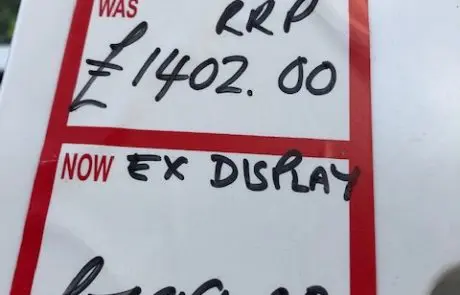 WAS RRP
£1402.00
NOW EX DISPLAY